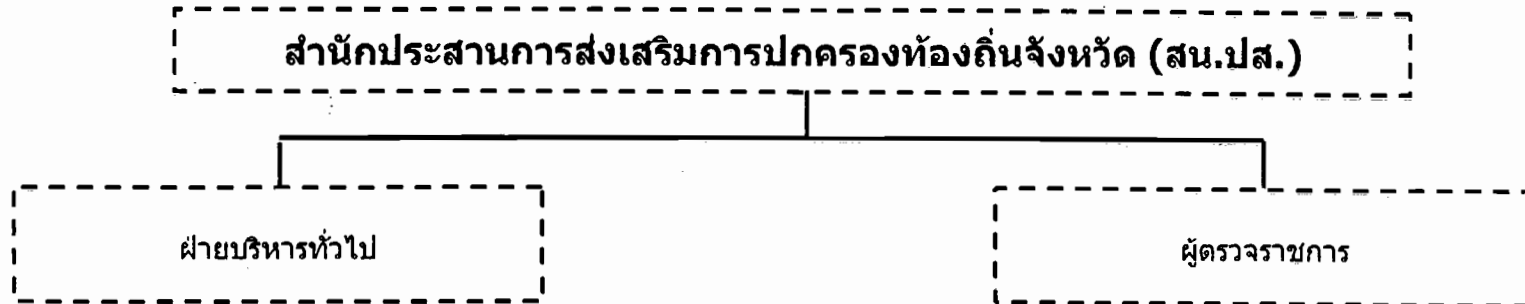 สำนักประสานการส่งเสริมการปกครองท้องถิ่นจังหวัด (สน.ปส.)
ฝ่ายบริหารทั่วไป
ผู้ตรวจราชการ